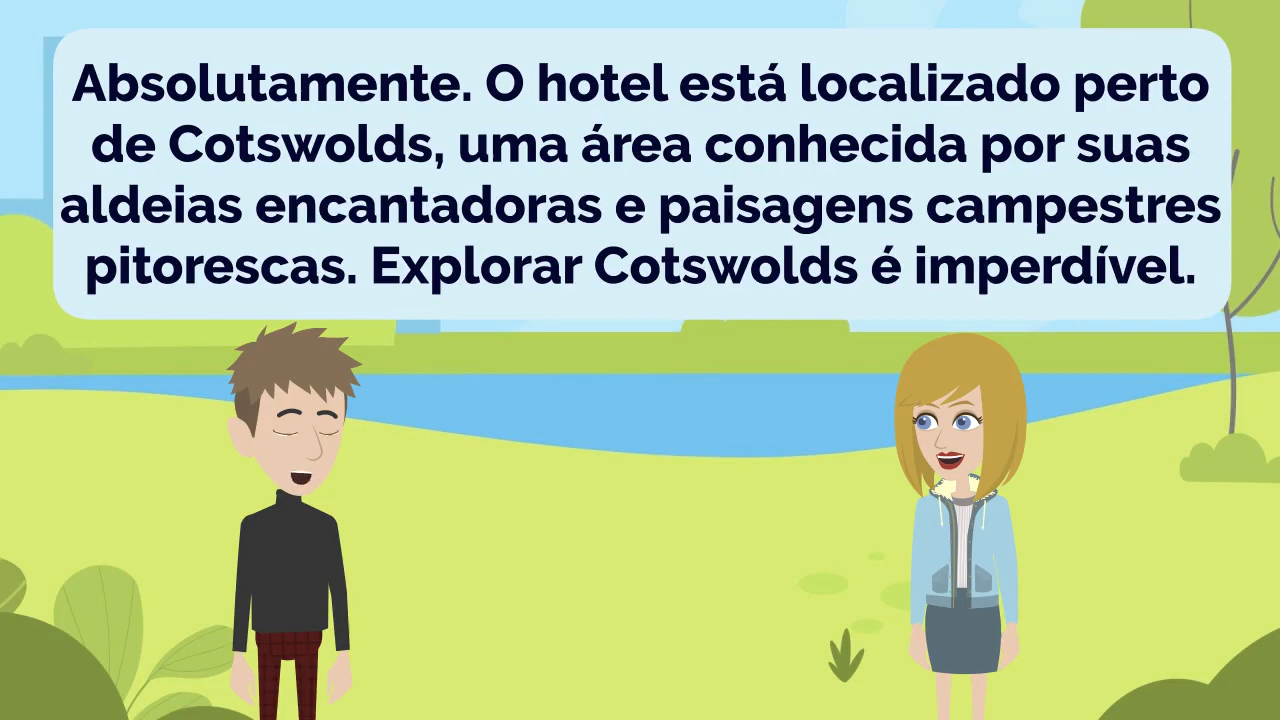 Absolutamente. O hotel está localizado perto
de Cotswolds, uma área conhecida por suas
aldeias encantadoras e paisagens campestres
pitorescas. Explorar Cotswolds é imperdível.